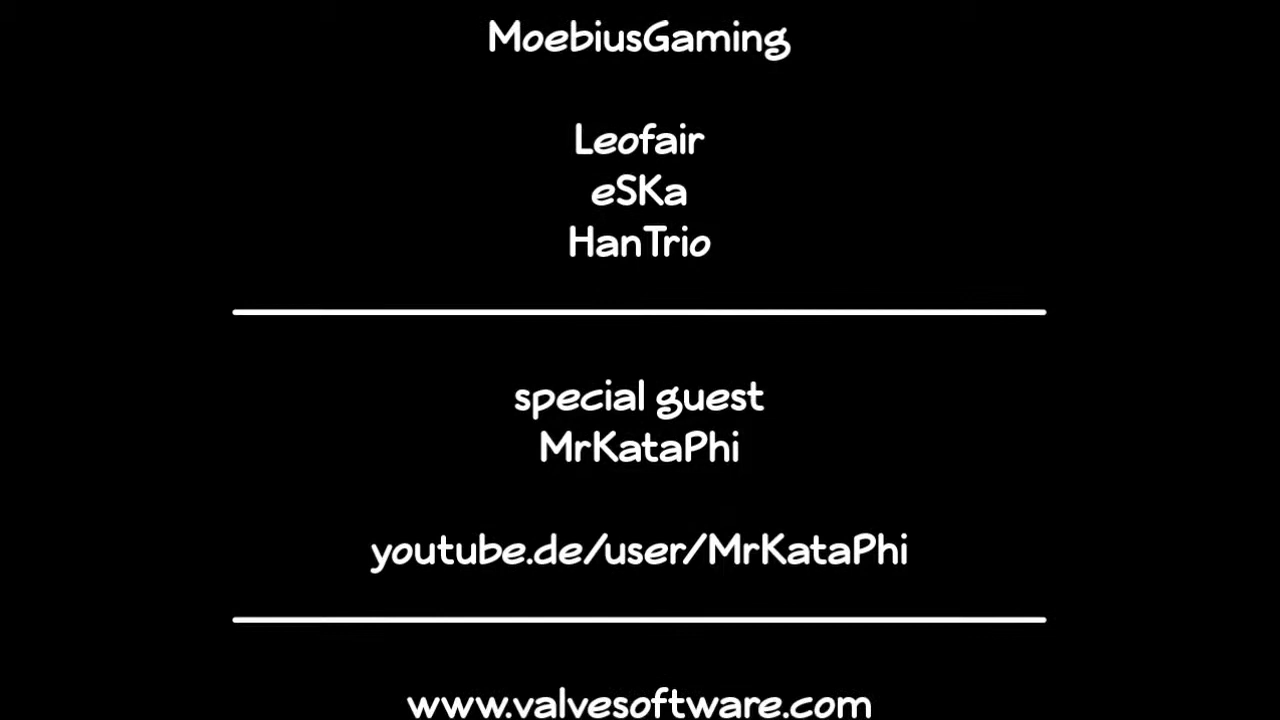 MoebiusGaming
Leofair
eSKa
HanTrio
special guest
MrKataPhi
youtube.de/user/MrKataPhi
www.valvesoftware.com